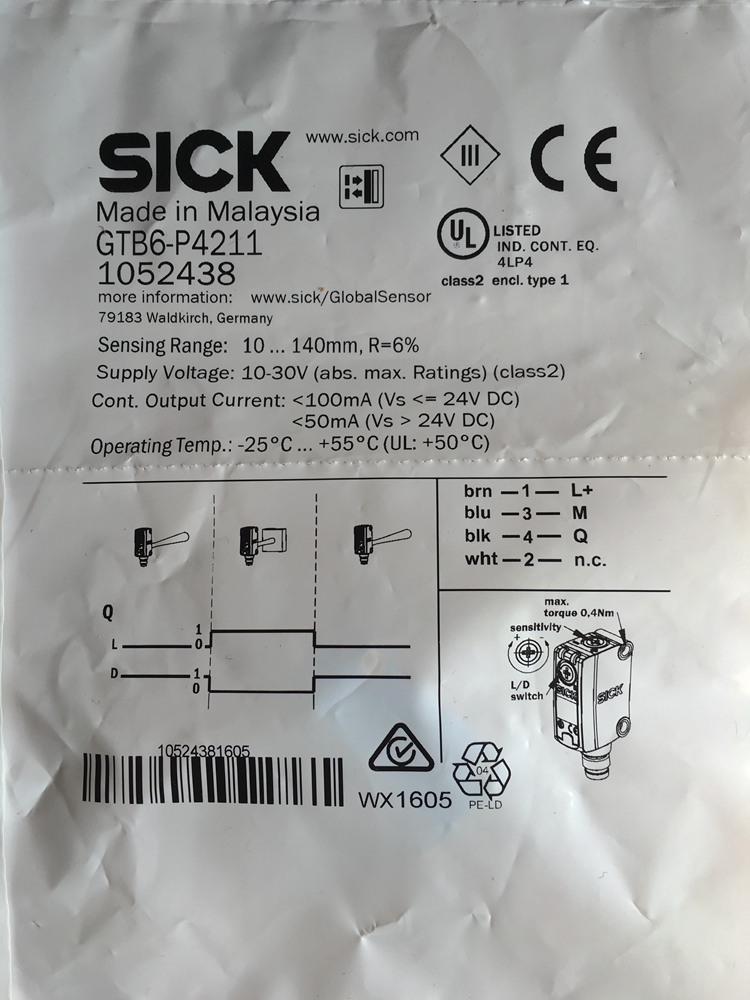 SICK www.sick.com
III
CE
Made in Malaysia
GTB6-P4211
1052438
UL LISTED
IND. CONT. EQ.
4LP4
class2 encl. type 1
more information: www.sick/GlobalSensor
79183 Waldkirch, Germany
Sensing Range: 10 ... 140mm, R=6%
Supply Voltage: 10-30V (abs. max. Ratings) (class2)
Cont. Output Current: <100mA (Vs <= 24V DC)
<50mA (Vs > 24V DC)
Operating Temp.: -25°C ... +55°C (UL: +50°C)
brn —1— L+
blu —3— M
blk —4— Q
wht —2— n.c.
Q
L 1
0
D 1
0
max.
torque 0,4Nm
sensitivity
+ -
L/D
switch
SICK
SICK
10524381605
WX1605
04
PE-LD